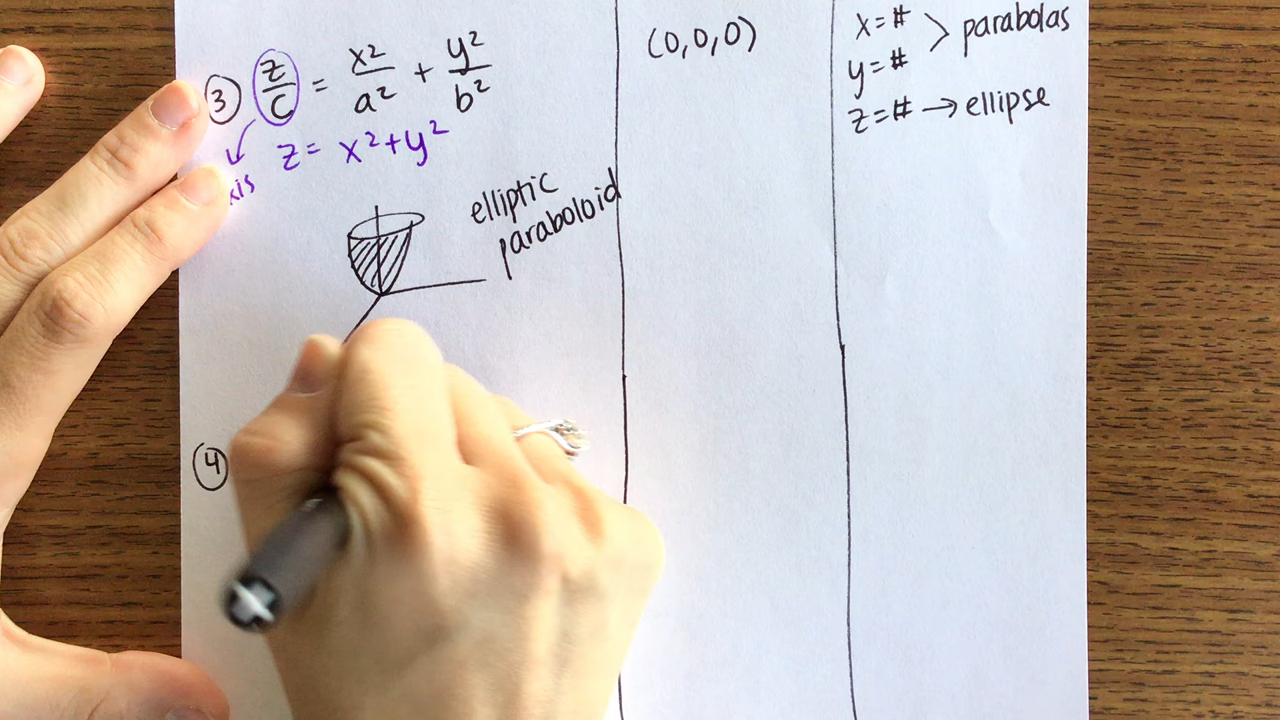 ③ z/c = x²/a² + y²/b²
z = x²+y²
elliptic
paraboloid
④
(0,0,0)
x=# > parabolas
y=#
z=# → ellipse